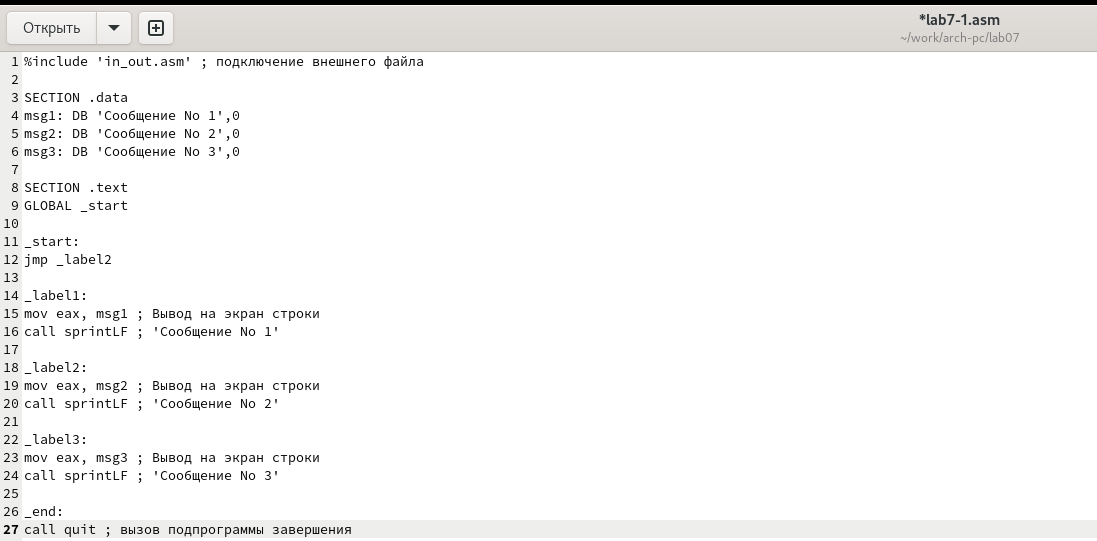 Открыть
*lab7-1.asm
~/work/arch-pc/lab07
1 %include 'in_out.asm' ; подключение внешнего файла
2
3 SECTION .data
4 msg1: DB 'Сообщение No 1',0
5 msg2: DB 'Сообщение No 2',0
6 msg3: DB 'Сообщение No 3',0
7
8 SECTION .text
9 GLOBAL _start
10
11 _start:
12 jmp _label2
13
14 _label1:
15 mov eax, msg1 ; Вывод на экран строки
16 call sprintLF ; 'Сообщение No 1'
17
18 _label2:
19 mov eax, msg2 ; Вывод на экран строки
20 call sprintLF ; 'Сообщение No 2'
21
22 _label3:
23 mov eax, msg3 ; Вывод на экран строки
24 call sprintLF ; 'Сообщение No 3'
25
26 _end:
27 call quit ; вызов подпрограммы завершения